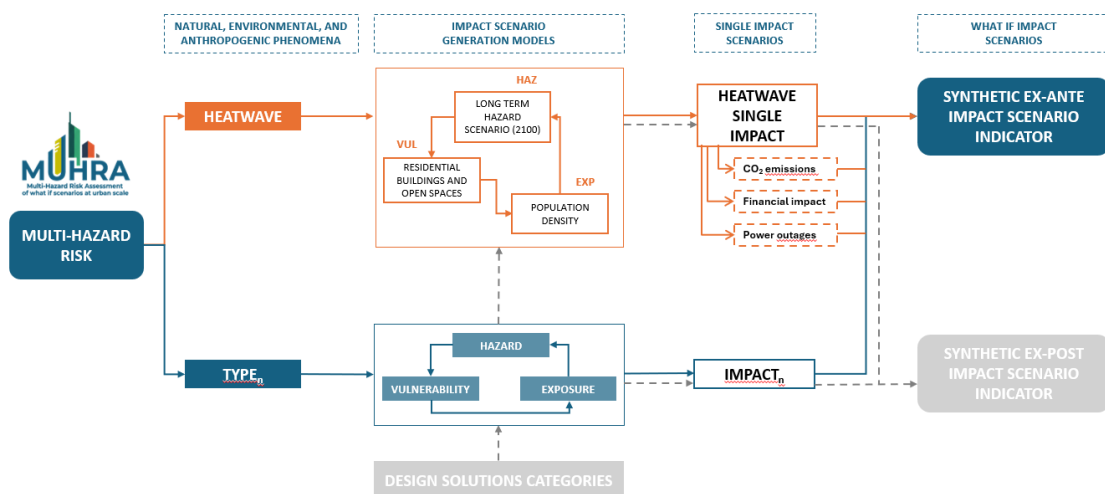 NATURAL, ENVIRONMENTAL, AND
ANTHROPOGENIC PHENOMENA
IMPACT SCENARIO
GENERATION MODELS
SINGLE IMPACT
SCENARIOS
WHAT IF IMPACT
SCENARIOS
MUHRA
Multi-Hazard Risk Assessment
of what if scenarios at urban scale
MULTI-HAZARD
RISK
HEATWAVE
HAZ
LONG TERM
HAZARD
SCENARIO (2100)
VUL
RESIDENTIAL
BUILDINGS AND
OPEN SPACES
EXP
POPULATION
DENSITY
HEATWAVE
SINGLE
IMPACT
CO₂ emissions
Financial impact
Power outages
SYNTHETIC EX-ANTE
IMPACT SCENARIO
INDICATOR
TYPEₙ
HAZARD
VULNERABILITY
EXPOSURE
IMPACTₙ
SYNTHETIC EX-POST
IMPACT SCENARIO
INDICATOR
DESIGN SOLUTIONS CATEGORIES